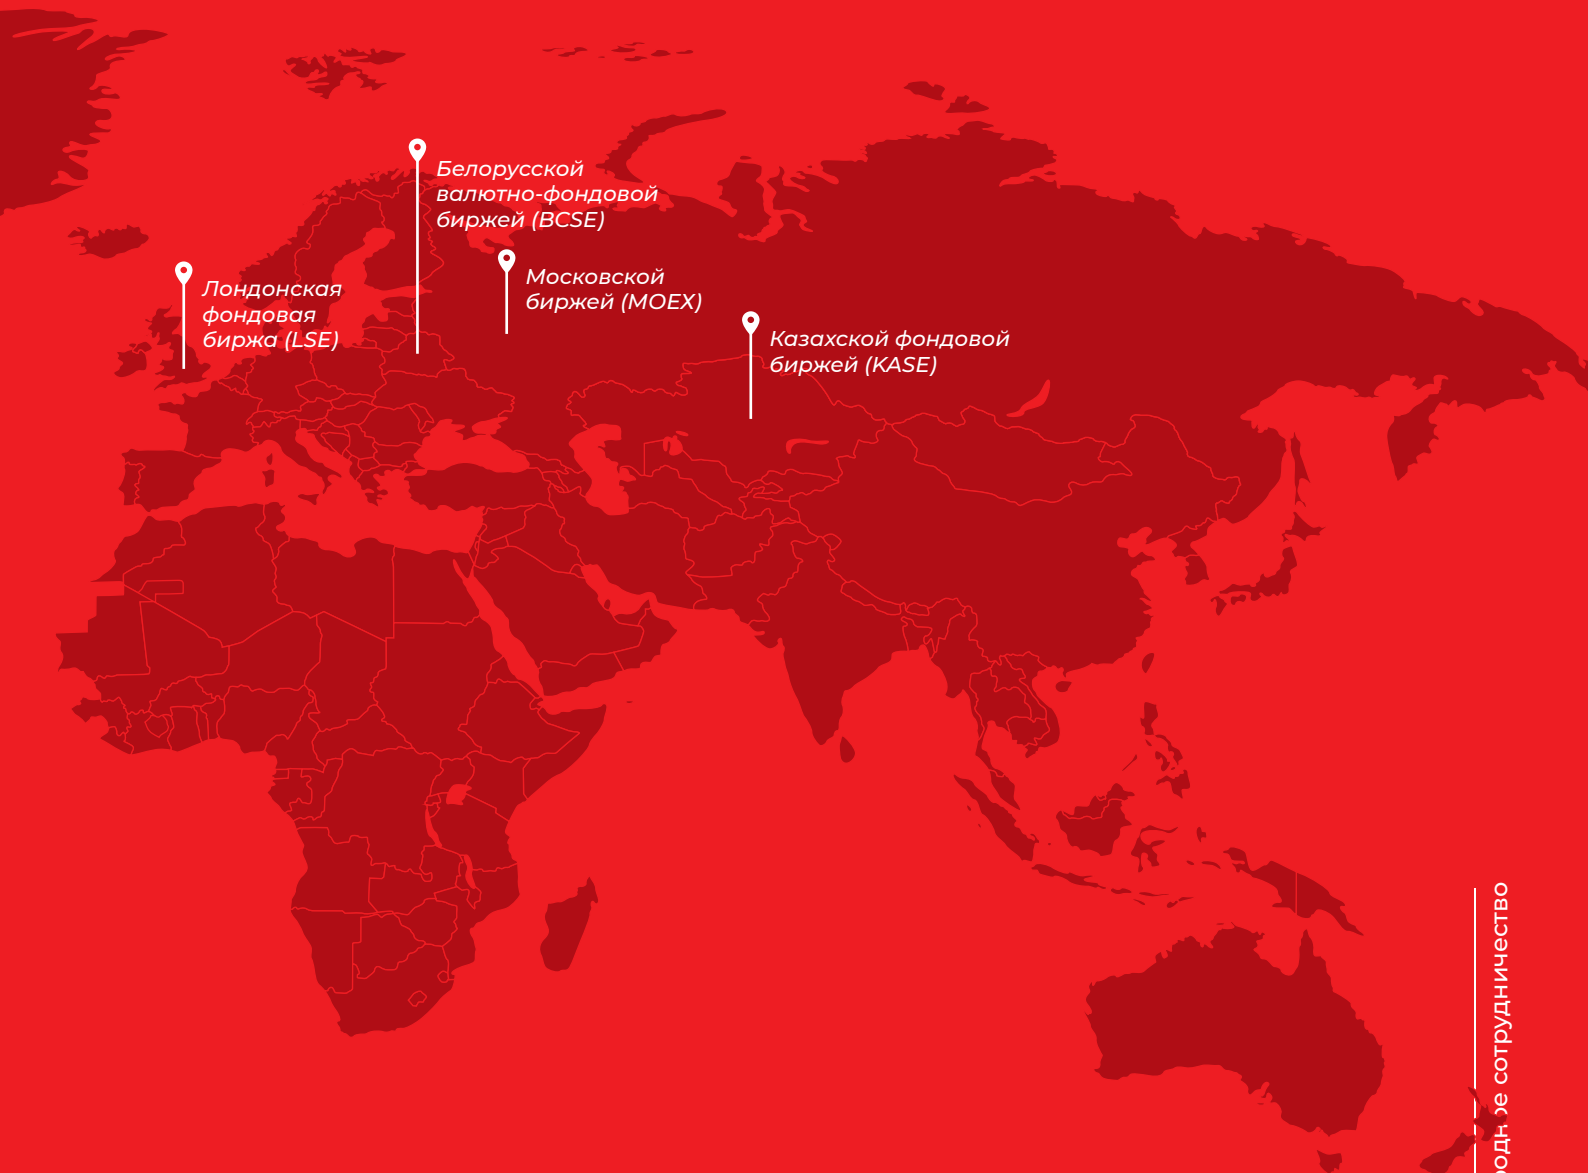 Белорусской
валютно-фондовой
биржей (BCSE)
Московской
биржей (MOEX)
Лондонская
фондовая
биржа (LSE)
Казахской фондовой
биржей (KASE)
сотрудничество